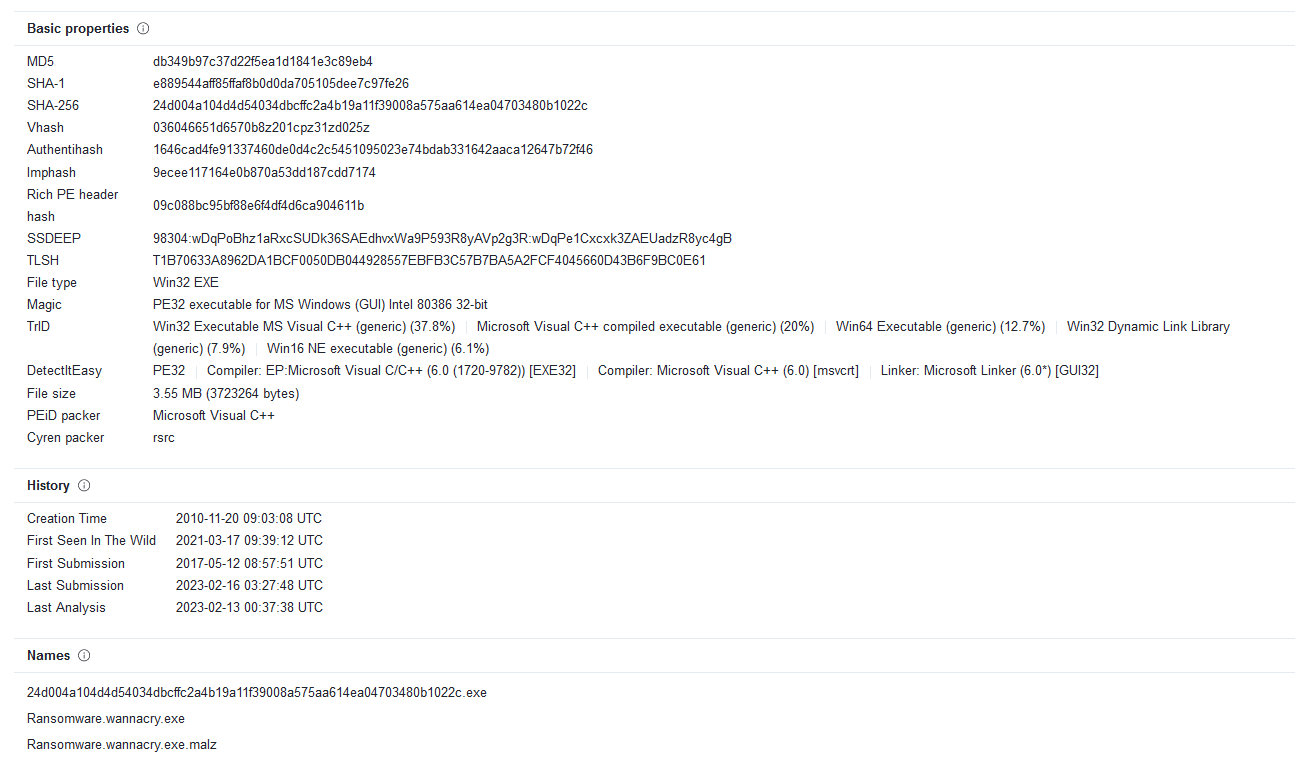 Basic properties
MD5 db349b97c37d22f5ea1d1841e3c89eb4
SHA-1 e889544aff85ffaf8b0d0da705105dee7c97fe26
SHA-256 24d004a104d4d54034dbcffc2a4b19a11f39008a575aa614ea04703480b1022c
Vhash 036046651d6570b8z201cpz31zd025z
Authentihash 1646cad4fe91337460de0d4c2c5451095023e74bdab331642aaca12647b72f46
Imphash 9ecee117164e0b870a53dd187cdd7174
Rich PE header
hash 09c088bc95bf88e6f4df4d6ca904611b
SSDEEP 98304:wDqPoBhz1aRxcSUDk36SAEdhvxWa9P593R8yAVp2g3R:wDqPe1Cxcxk3ZAEUadzR8yc4gB
TLSH T1B70633A8962DA1BCF0050DB044928557EBFB3C57B7BA5A2FCF4045660D43B6F9BC0E61
File type Win32 EXE
Magic PE32 executable for MS Windows (GUI) Intel 80386 32-bit
TrID Win32 Executable MS Visual C++ (generic) (37.8%) Microsoft Visual C++ compiled executable (generic) (20%) Win64 Executable (generic) (12.7%) Win32 Dynamic Link Library
(generic) (7.9%) Win16 NE executable (generic) (6.1%)
DetectItEasy PE32 Compiler: EP:Microsoft Visual C/C++ (6.0 (1720-9782)) [EXE32] Compiler: Microsoft Visual C++ (6.0) [msvcrt] Linker: Microsoft Linker (6.0*) [GUI32]
File size 3.55 MB (3723264 bytes)
PEiD packer Microsoft Visual C++
Cyren packer rsrc
History
Creation Time 2010-11-20 09:03:08 UTC
First Seen In The Wild 2021-03-17 09:39:12 UTC
First Submission 2017-05-12 08:57:51 UTC
Last Submission 2023-02-16 03:27:48 UTC
Last Analysis 2023-02-13 00:37:38 UTC
Names
24d004a104d4d54034dbcffc2a4b19a11f39008a575aa614ea04703480b1022c.exe
Ransomware.wannacry.exe
Ransomware.wannacry.exe.malz